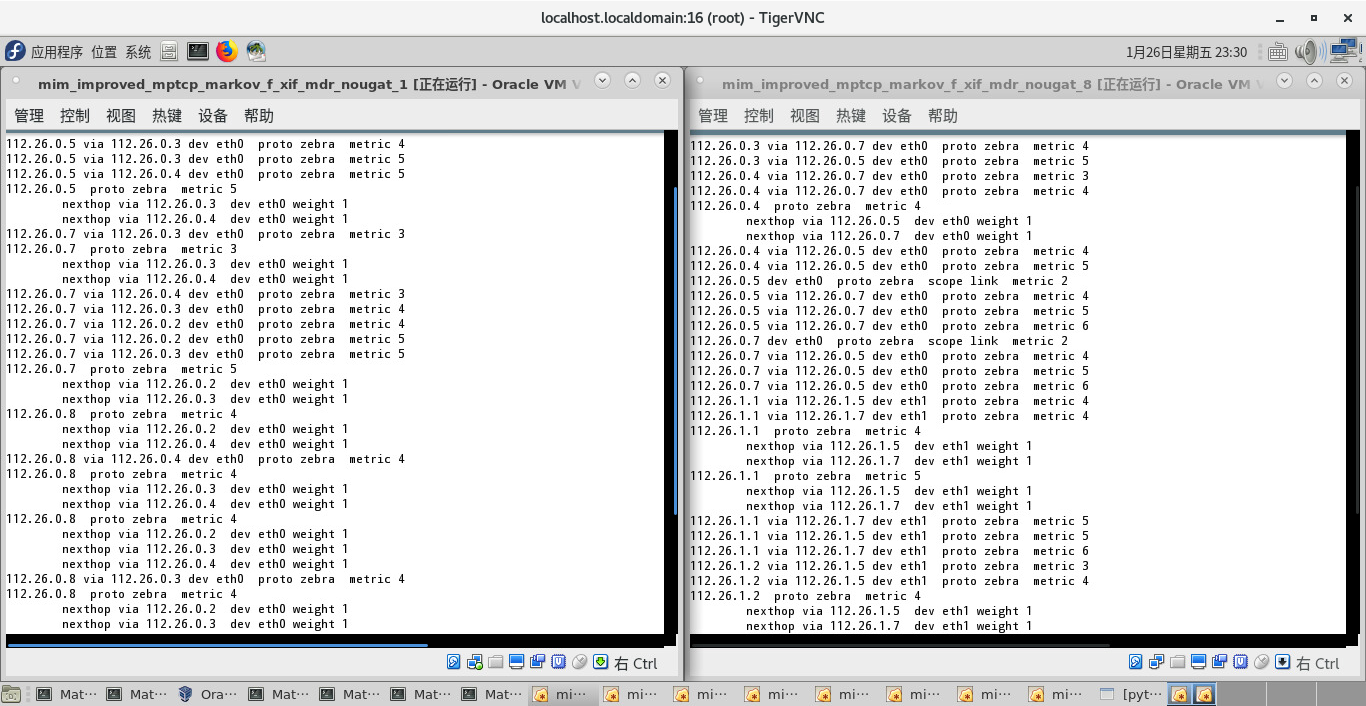 localhost.localdomain:16 (root) - TigerVNC
应用程序 位置 系统
1月26日星期五 23:30
mim_improved_mptcp_markov_f_xif_mdr_nougat_1 [正在运行] - Oracle VM V
管理 控制 视图 热键 设备 帮助
112.26.0.5 via 112.26.0.3 dev eth0  proto zebra  metric 4
112.26.0.5 via 112.26.0.3 dev eth0  proto zebra  metric 5
112.26.0.5 via 112.26.0.4 dev eth0  proto zebra  metric 5
112.26.0.5  proto zebra  metric 5
nexthop via 112.26.0.3  dev eth0 weight 1
nexthop via 112.26.0.4  dev eth0 weight 1
112.26.0.7 via 112.26.0.3 dev eth0  proto zebra  metric 3
112.26.0.7  proto zebra  metric 3
nexthop via 112.26.0.3  dev eth0 weight 1
nexthop via 112.26.0.4  dev eth0 weight 1
112.26.0.7 via 112.26.0.4 dev eth0  proto zebra  metric 3
112.26.0.7 via 112.26.0.3 dev eth0  proto zebra  metric 4
112.26.0.7 via 112.26.0.2 dev eth0  proto zebra  metric 4
112.26.0.7 via 112.26.0.2 dev eth0  proto zebra  metric 5
112.26.0.7 via 112.26.0.3 dev eth0  proto zebra  metric 5
112.26.0.7  proto zebra  metric 5
nexthop via 112.26.0.2  dev eth0 weight 1
nexthop via 112.26.0.3  dev eth0 weight 1
112.26.0.8  proto zebra  metric 4
nexthop via 112.26.0.2  dev eth0 weight 1
nexthop via 112.26.0.4  dev eth0 weight 1
112.26.0.8 via 112.26.0.4 dev eth0  proto zebra  metric 4
112.26.0.8  proto zebra  metric 4
nexthop via 112.26.0.3  dev eth0 weight 1
nexthop via 112.26.0.4  dev eth0 weight 1
112.26.0.8  proto zebra  metric 4
nexthop via 112.26.0.2  dev eth0 weight 1
nexthop via 112.26.0.3  dev eth0 weight 1
nexthop via 112.26.0.4  dev eth0 weight 1
112.26.0.8 via 112.26.0.3 dev eth0  proto zebra  metric 4
112.26.0.8  proto zebra  metric 4
nexthop via 112.26.0.2  dev eth0 weight 1
nexthop via 112.26.0.3  dev eth0 weight 1
右 Ctrl
mim_improved_mptcp_markov_f_xif_mdr_nougat_8 [正在运行] - Oracle VM V
管理 控制 视图 热键 设备 帮助
112.26.0.3 via 112.26.0.7 dev eth0  proto zebra  metric 4
112.26.0.3 via 112.26.0.5 dev eth0  proto zebra  metric 5
112.26.0.4 via 112.26.0.7 dev eth0  proto zebra  metric 3
112.26.0.4 via 112.26.0.7 dev eth0  proto zebra  metric 4
112.26.0.4  proto zebra  metric 4
nexthop via 112.26.0.5  dev eth0 weight 1
nexthop via 112.26.0.7  dev eth0 weight 1
112.26.0.4 via 112.26.0.5 dev eth0  proto zebra  metric 4
112.26.0.4 via 112.26.0.5 dev eth0  proto zebra  metric 5
112.26.0.5 dev eth0  proto zebra  scope link  metric 2
112.26.0.5 via 112.26.0.7 dev eth0  proto zebra  metric 4
112.26.0.5 via 112.26.0.7 dev eth0  proto zebra  metric 5
112.26.0.5 via 112.26.0.7 dev eth0  proto zebra  metric 6
112.26.0.7 dev eth0  proto zebra  scope link  metric 2
112.26.0.7 via 112.26.0.5 dev eth0  proto zebra  metric 4
112.26.0.7 via 112.26.0.5 dev eth0  proto zebra  metric 5
112.26.0.7 via 112.26.0.5 dev eth0  proto zebra  metric 6
112.26.1.1 via 112.26.1.5 dev eth1  proto zebra  metric 4
112.26.1.1 via 112.26.1.7 dev eth1  proto zebra  metric 4
112.26.1.1  proto zebra  metric 4
nexthop via 112.26.1.5  dev eth1 weight 1
nexthop via 112.26.1.7  dev eth1 weight 1
112.26.1.1  proto zebra  metric 5
nexthop via 112.26.1.5  dev eth1 weight 1
nexthop via 112.26.1.7  dev eth1 weight 1
112.26.1.1 via 112.26.1.7 dev eth1  proto zebra  metric 5
112.26.1.1 via 112.26.1.5 dev eth1  proto zebra  metric 5
112.26.1.1 via 112.26.1.7 dev eth1  proto zebra  metric 6
112.26.1.2 via 112.26.1.5 dev eth1  proto zebra  metric 3
112.26.1.2 via 112.26.1.5 dev eth1  proto zebra  metric 4
112.26.1.2  proto zebra  metric 4
nexthop via 112.26.1.5  dev eth1 weight 1
nexthop via 112.26.1.7  dev eth1 weight 1
右 Ctrl
Mat··· Mat··· Ora··· Mat··· Mat··· Mat··· Mat··· mi··· mi··· mi··· mi··· mi··· mi··· mi··· mi··· [pyt···